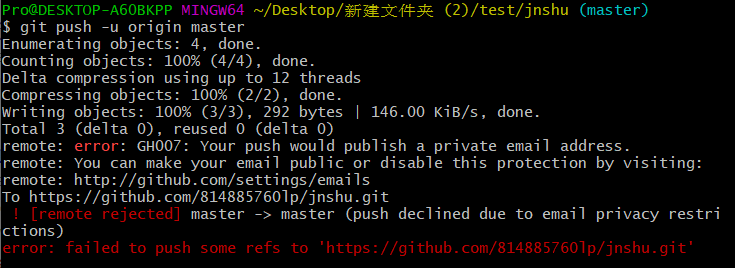 Pro@DESKTOP-A6OBKPP MINGW64 ~/Desktop/新建文件夹 (2)/test/jnshu (master)
$ git push -u origin master
Enumerating objects: 4, done.
Counting objects: 100% (4/4), done.
Delta compression using up to 12 threads
Compressing objects: 100% (2/2), done.
Writing objects: 100% (3/3), 292 bytes | 146.00 KiB/s, done.
Total 3 (delta 0), reused 0 (delta 0)
remote: error: GH007: Your push would publish a private email address.
remote: You can make your email public or disable this protection by visiting:
remote: http://github.com/settings/emails
To https://github.com/814885760lp/jnshu.git
 ! [remote rejected] master -> master (push declined due to email privacy restri
ctions)
error: failed to push some refs to 'https://github.com/814885760lp/jnshu.git'